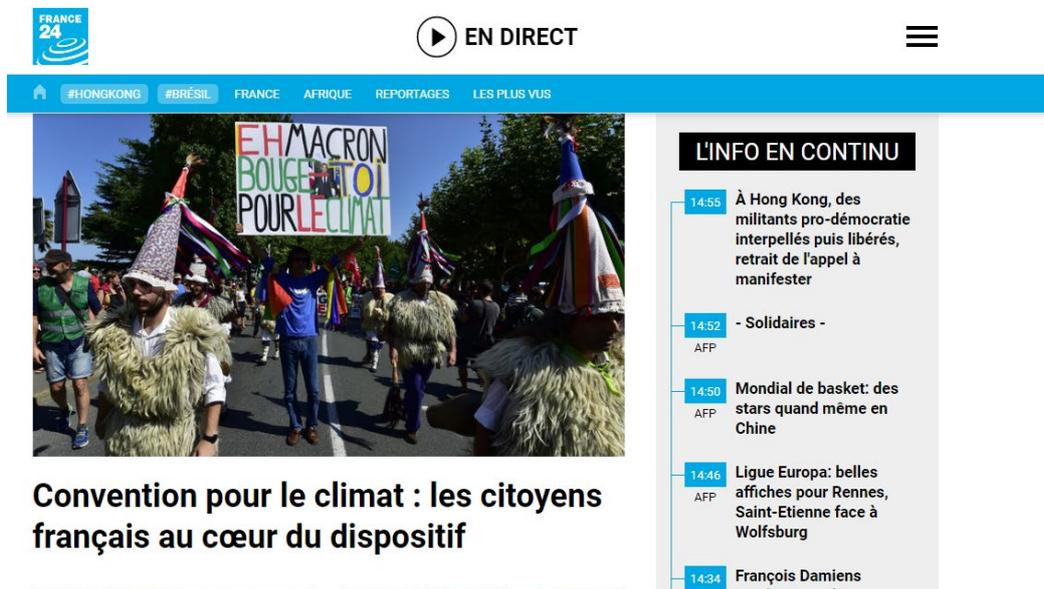 FRANCE
24
EN DIRECT
#HONGKONG #BRÉSIL FRANCE AFRIQUE REPORTAGES LES PLUS VUS
EH MACRON
BOUGE TOI
POUR LE CLIMAT
Convention pour le climat : les citoyens
français au cœur du dispositif
L'INFO EN CONTINU
14:55
À Hong Kong, des
militants pro-démocratie
interpellés puis libérés,
retrait de l'appel à
manifester
14:52
AFP
- Solidaires -
14:50
AFP
Mondial de basket: des
stars quand même en
Chine
14:46
AFP
Ligue Europa: belles
affiches pour Rennes,
Saint-Etienne face à
Wolfsburg
14:34
François Damiens